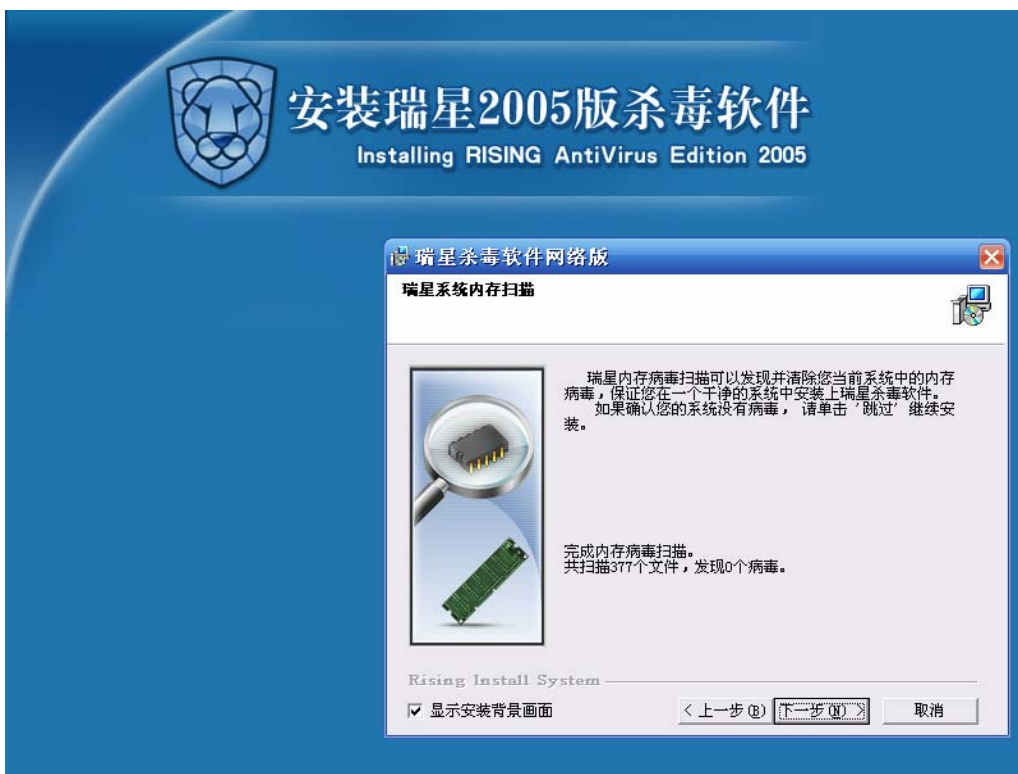 安装瑞星2005版杀毒软件
Installing RISING AntiVirus Edition 2005
瑞星杀毒软件网络版
瑞星系统内存扫描
瑞星内存病毒扫描可以发现并清除您当前系统中的内存
病毒，保证您在一个干净的系统中安装上瑞星杀毒软件。
如果确认您的系统没有病毒， 请单击‘跳过’继续安
装。
完成内存病毒扫描。
共扫描377个文件，发现0个病毒。
Rising Install System
显示安装背景画面
< 上一步(B) 下一步(N) > 取消